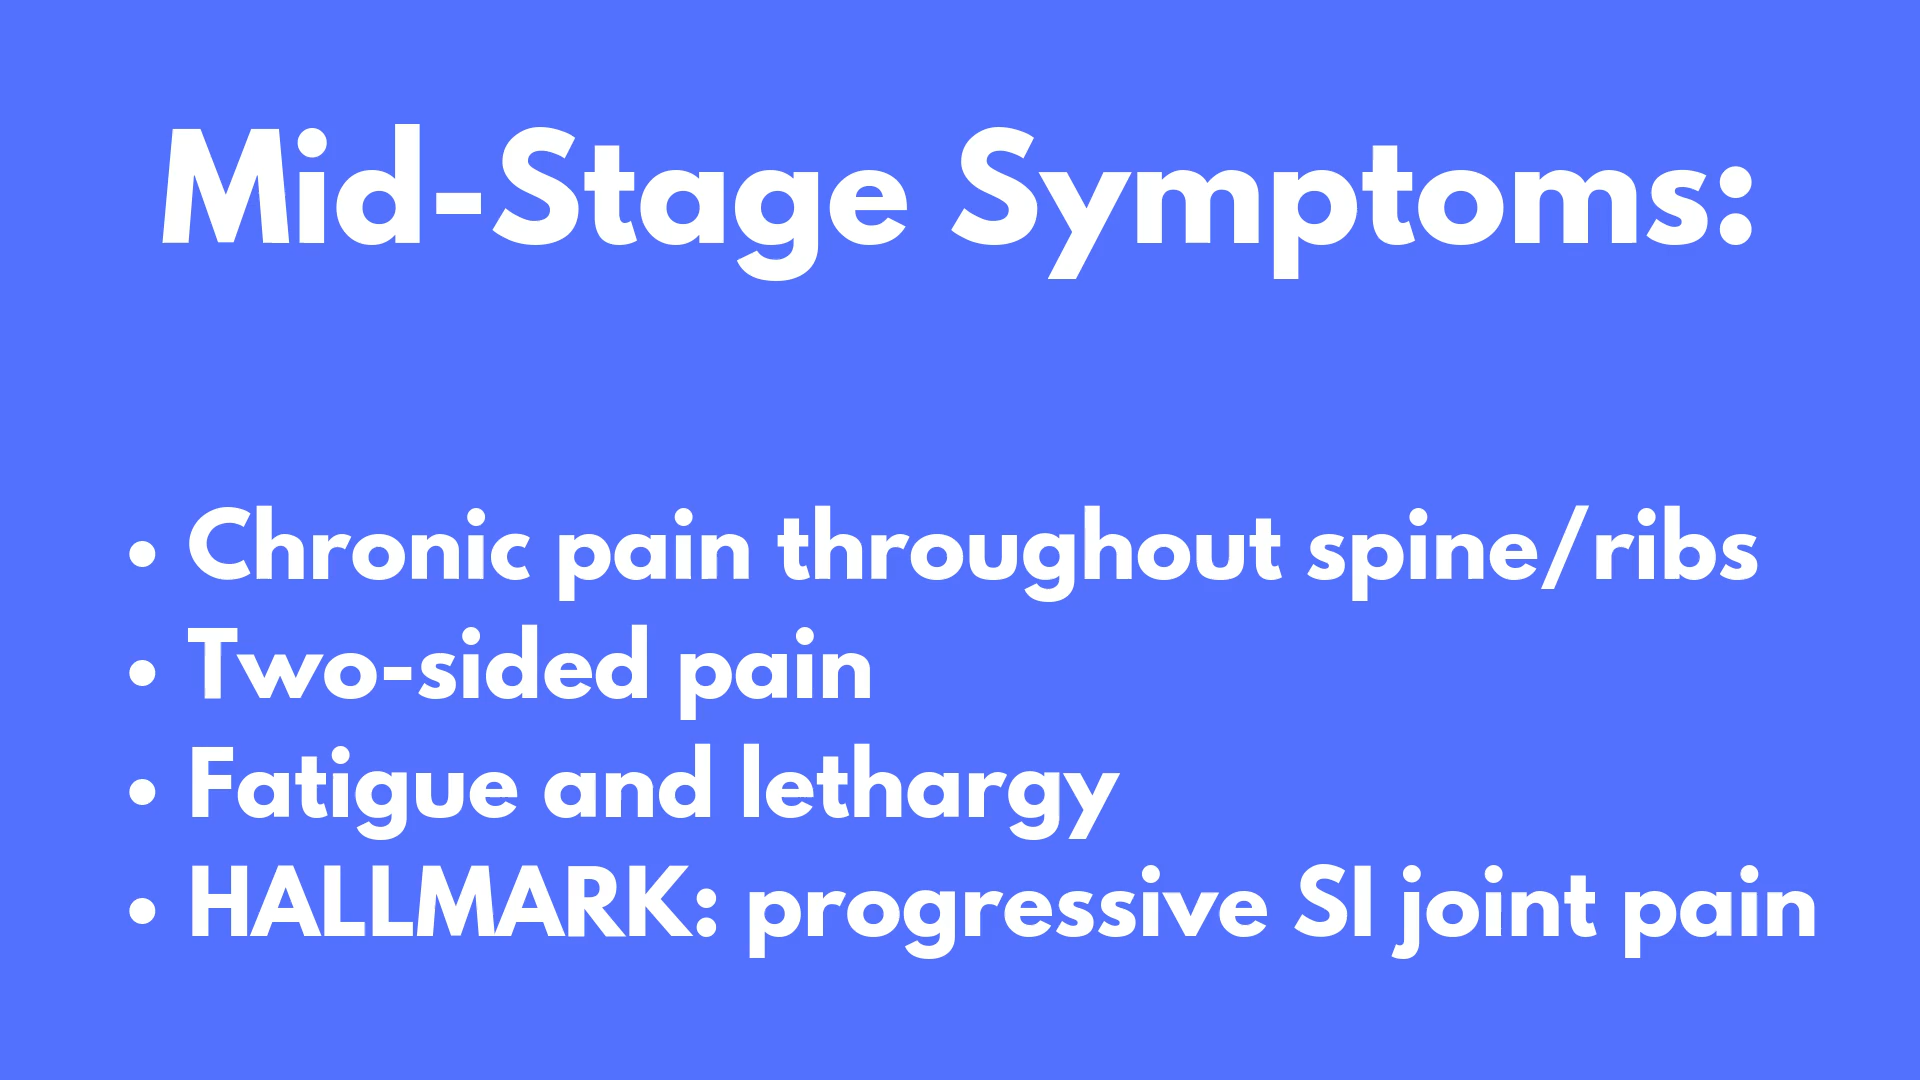 Mid-Stage Symptoms:
• Chronic pain throughout spine/ribs
• Two-sided pain
• Fatigue and lethargy
• HALLMARK: progressive SI joint pain